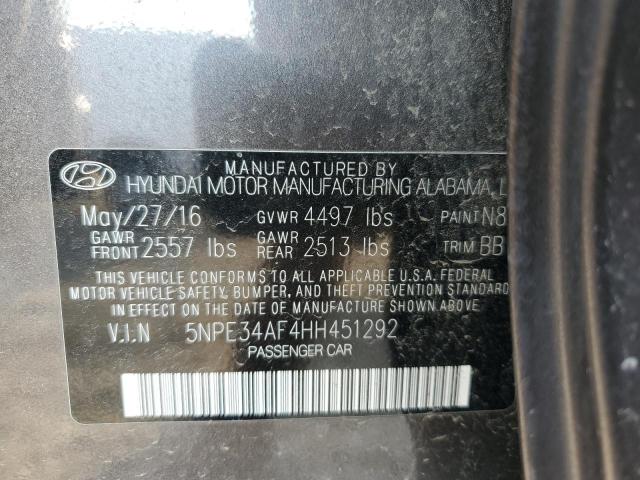 MANUFACTURED BY
HYUNDAI MOTOR MANUFACTURING ALABAMA,
May/27/16 GVWR 4497 lbs PAINT N8
GAWR FRONT 2557 lbs GAWR REAR 2513 lbs TRIM BB
THIS VEHICLE CONFORMS TO ALL APPLICABLE U.S.A. FEDERAL
MOTOR VEHICLE SAFETY, BUMPER, AND THEFT PREVENTION STANDARD
IN EFFECT ON THE DATE OF MANUFACTURE SHOWN ABOVE.
V.I.N 5NPE34AF4HH451292
PASSENGER CAR